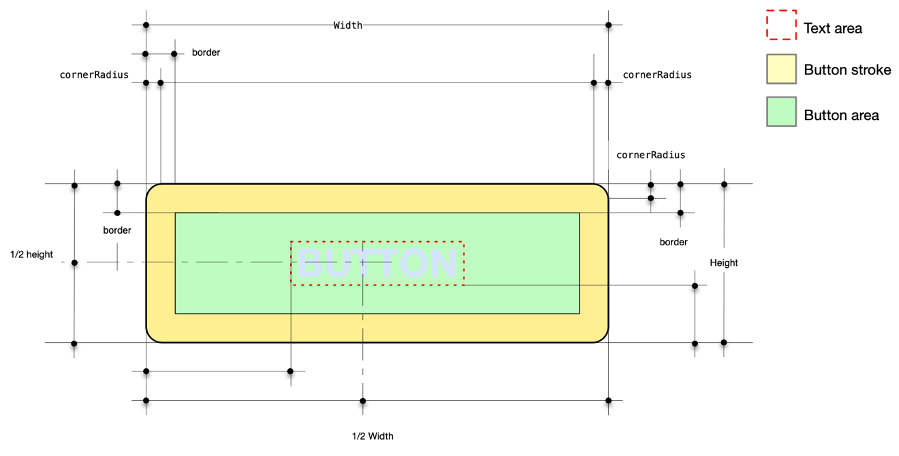 Width
Text area
border
cornerRadius
cornerRadius
Button stroke
Button area
cornerRadius
border
border
1/2 height
BUTTON
Height
1/2 Width